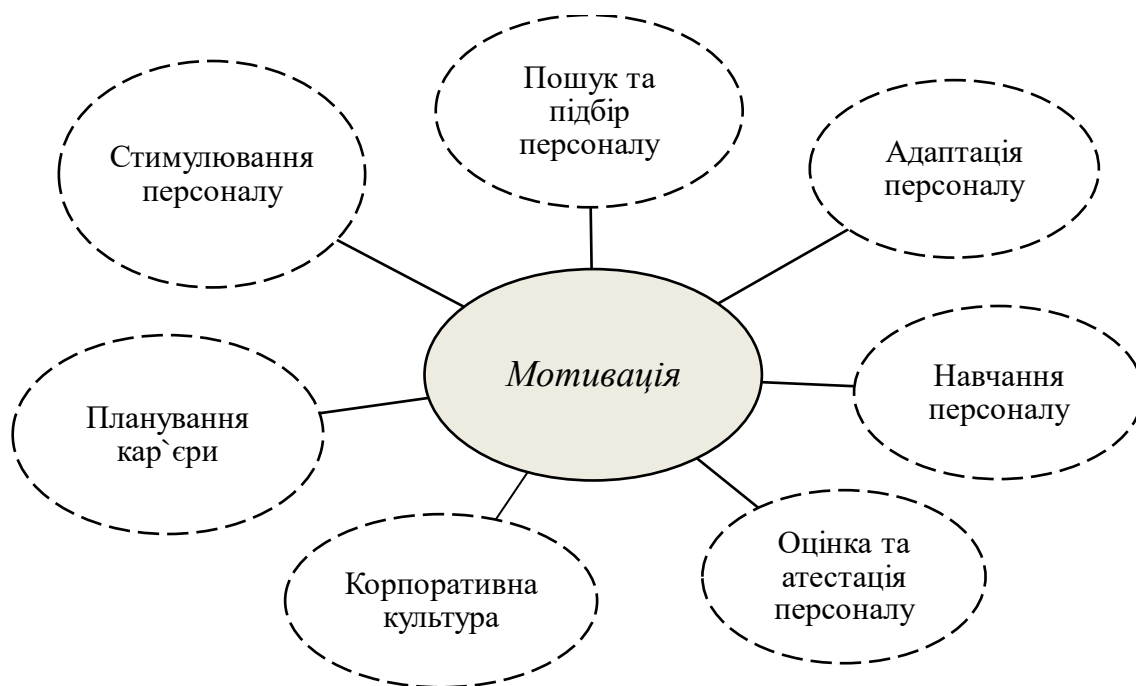 Пошук та
підбір
персоналу
Стимулювання
персоналу
Адаптація
персоналу
Мотивація
Навчання
персоналу
Планування
кар`єри
Оцінка та
атестація
персоналу
Корпоративна
культура